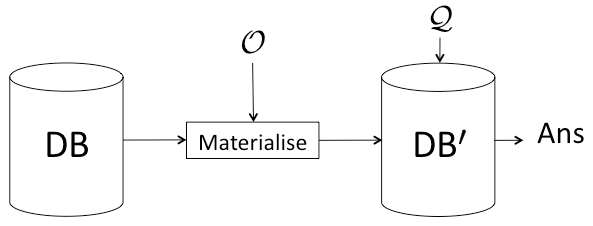 𝒬
𝒪
DB
Materialise
DB′
Ans